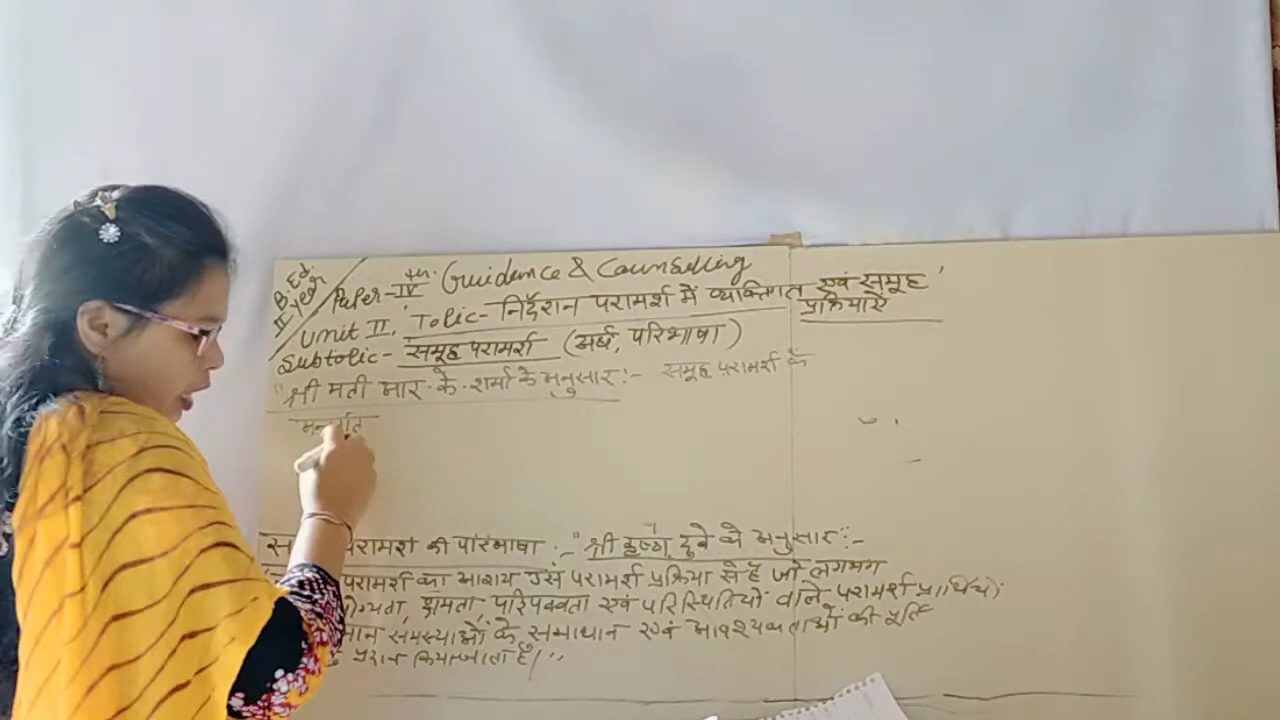 B.Ed.
II Year
Paper-IV th. Guidance & Counselling
Unit II. Topic- निर्देशन परामर्श में व्यक्तिगत एवं समूह
प्रक्रियाएँ
Subtopic- समूह परामर्श (अर्थ, परिभाषा)
"श्री मती आर. के. शर्मा के अनुसार:- समूह परामर्श के
अन्तर्गत
परामर्श की परिभाषा :- "श्री कृष्ण दुबे के अनुसार:-
परामर्श का आशय उस परामर्श प्रक्रिया से है जो लगभग
क्षमता, परिपक्वता एवं परिस्थितियों वाले परामर्श प्रार्थियों
समस्याओं के समाधान एवं आवश्यकताओं की पूर्ति
प्रदान किया जाता है।"